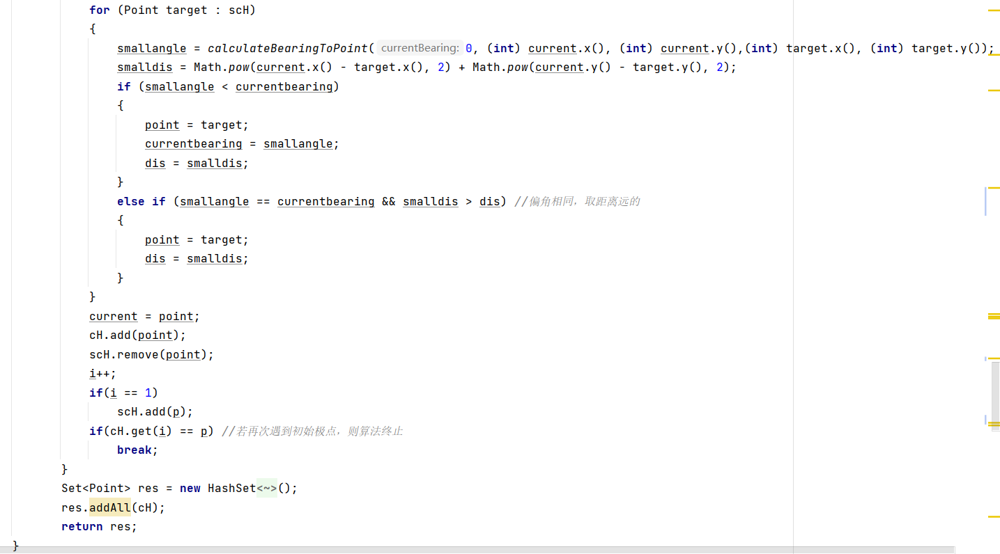 for (Point target : scH)
{
smallangle = calculateBearingToPoint( currentBearing: 0, (int) current.x(), (int) current.y(),(int) target.x(), (int) target.y());
smalldis = Math.pow(current.x() - target.x(), 2) + Math.pow(current.y() - target.y(), 2);
if (smallangle < currentbearing)
{
point = target;
currentbearing = smallangle;
dis = smalldis;
}
else if (smallangle == currentbearing && smalldis > dis) //偏角相同，取距离远的
{
point = target;
dis = smalldis;
}
}
current = point;
cH.add(point);
scH.remove(point);
i++;
if(i == 1)
scH.add(p);
if(cH.get(i) == p) //若再次遇到初始极点，则算法终止
break;
}
Set<Point> res = new HashSet<~>();
res.addAll(cH);
return res;
}